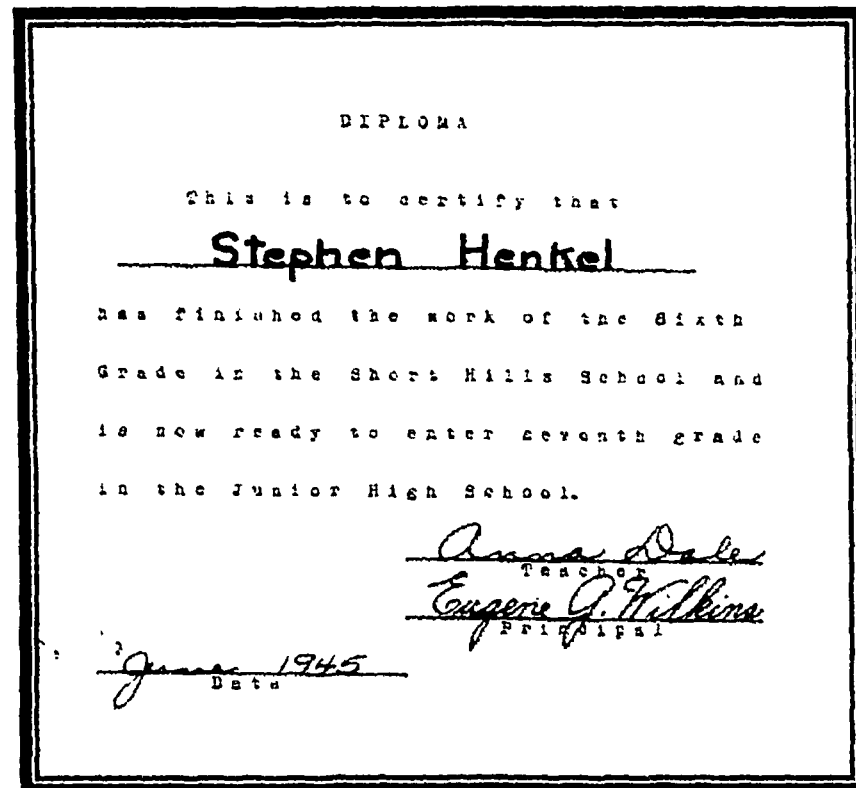 DIPLOMA
This is to certify that
Stephen Henkel
has finished the work of the Sixth
Grade in the Short Hills School and
is now ready to enter seventh grade
in the Junior High School.
Anna Dale
Teacher
Eugene G. Wilkins
Principal
June 1945
Date